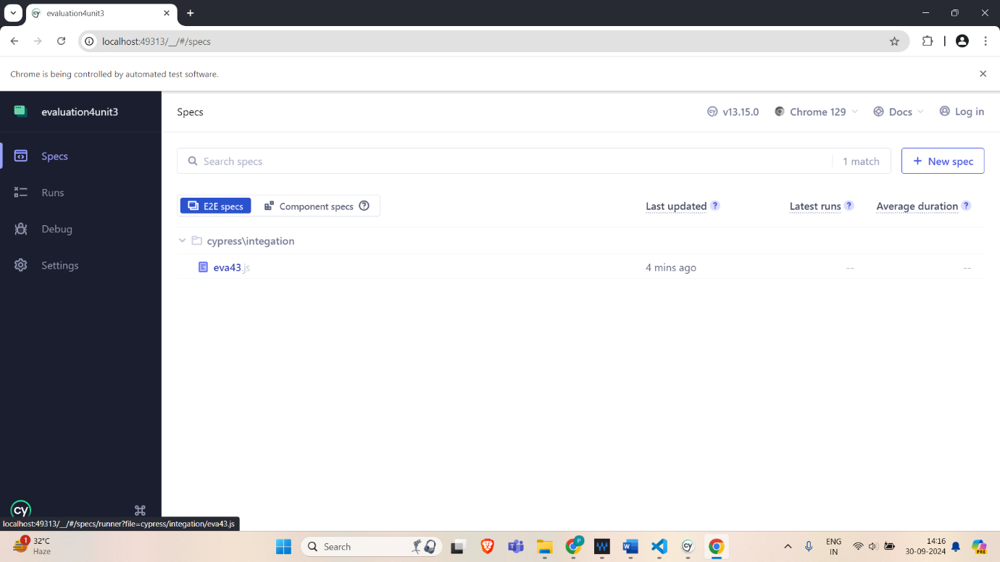 evaluation4unit3
localhost:49313/__/#/specs
Chrome is being controlled by automated test software.
evaluation4unit3
Specs
cy v13.15.0
Chrome 129
Docs
Log in
Specs
Runs
Debug
Settings
Search specs
1 match
+ New spec
E2E specs
Component specs ?
Last updated ?
Latest runs ?
Average duration ?
cypress\integation
eva43.js
4 mins ago
--
--
cy
localhost:49313/__/#/specs/runner?file=cypress/integation/eva43.js
1
32°C
Haze
Search
ENG
IN
14:16
30-09-2024
PRE